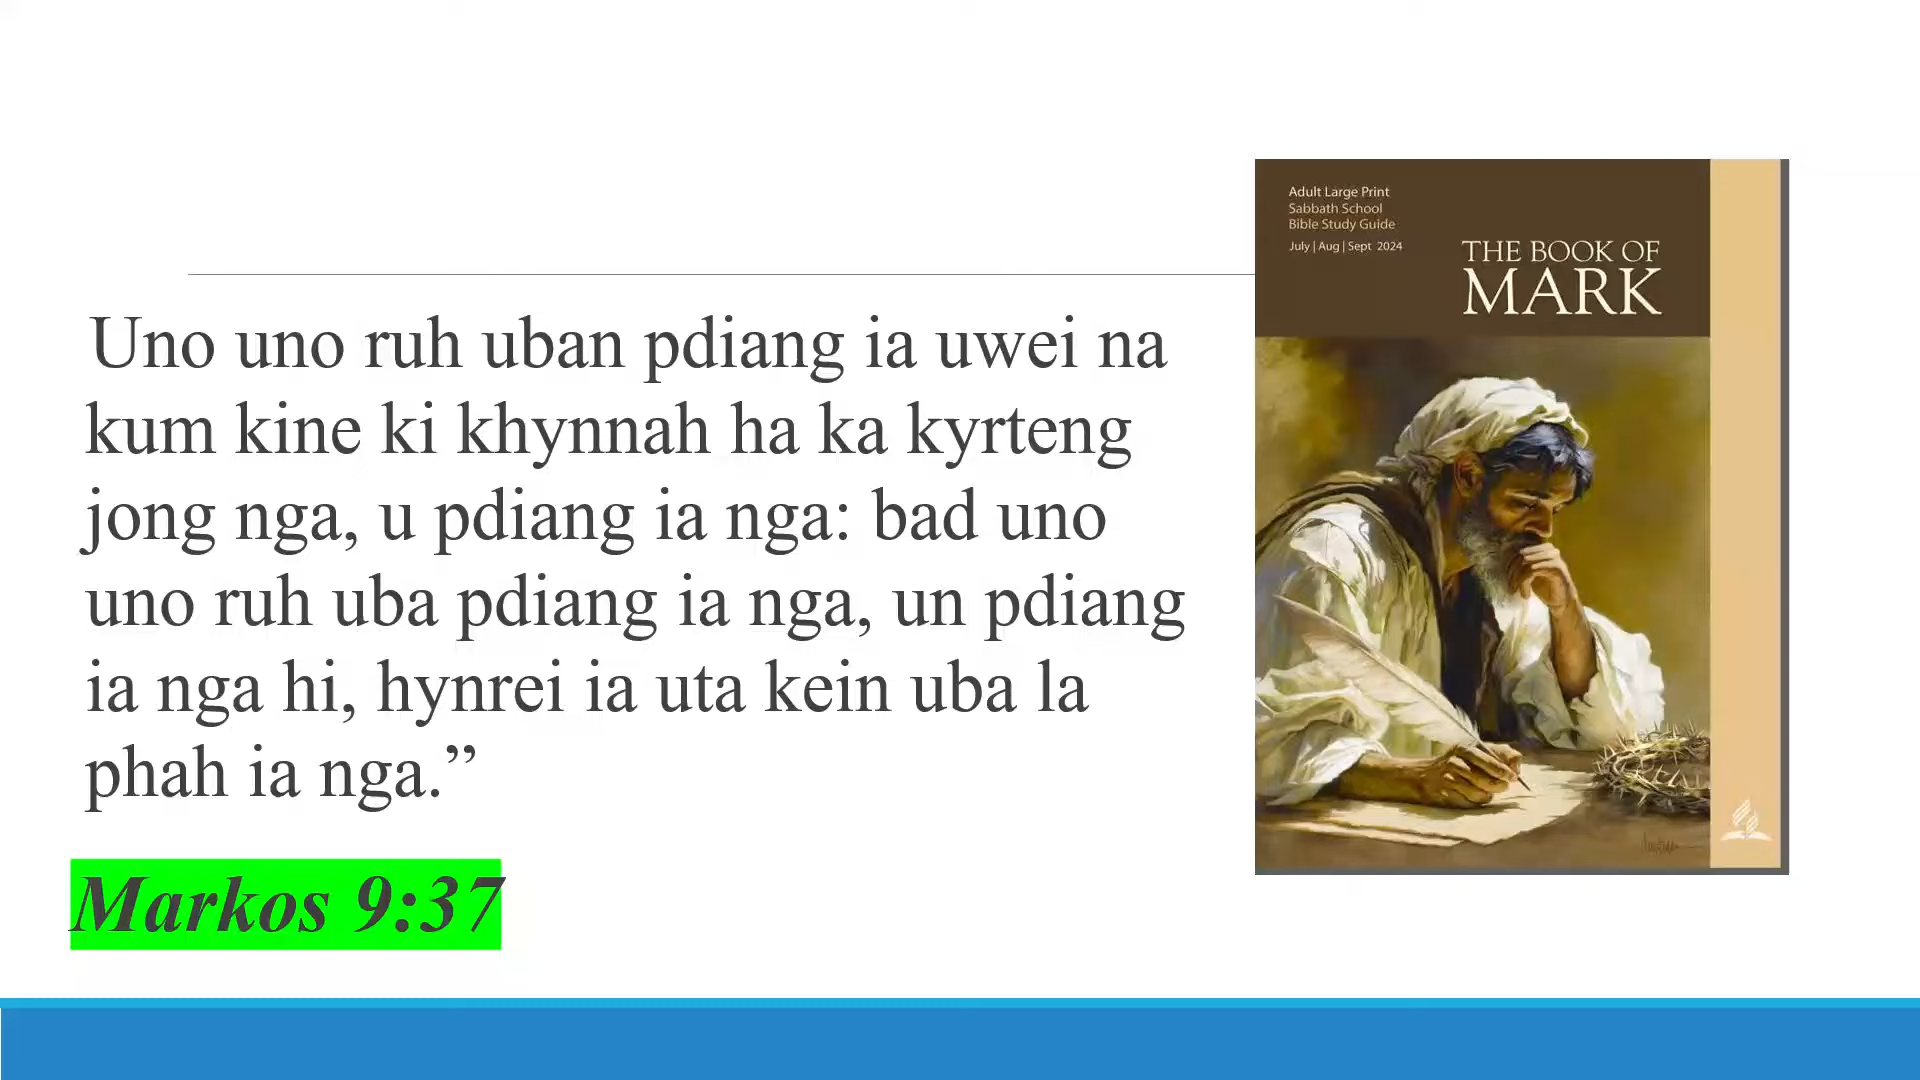 Uno uno ruh uban pdiang ia uwei na
kum kine ki khynnah ha ka kyrteng
jong nga, u pdiang ia nga: bad uno
uno ruh uba pdiang ia nga, un pdiang
ia nga hi, hynrei ia uta kein uba la
phah ia nga.”
Markos 9:37
Adult Large Print
Sabbath School
Bible Study Guide
July | Aug | Sept 2024
THE BOOK OF
MARK